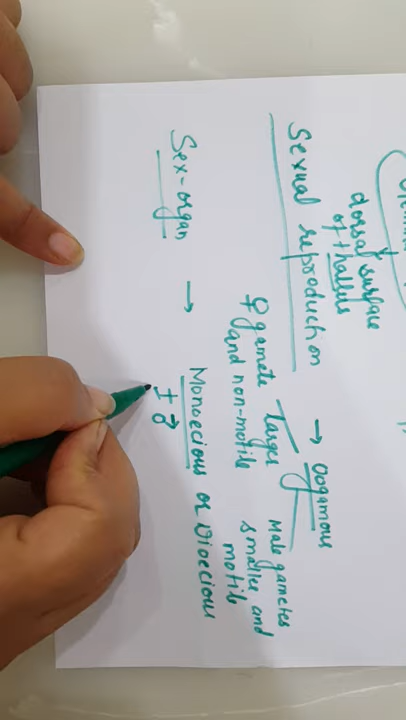 dorsal surface
of thallus
Sexual reproduction → Oogamous
♀ gamete Larger
and non-motile
Male gametes
smaller and
motile
Sex-organ → Monoecious or Dioecious